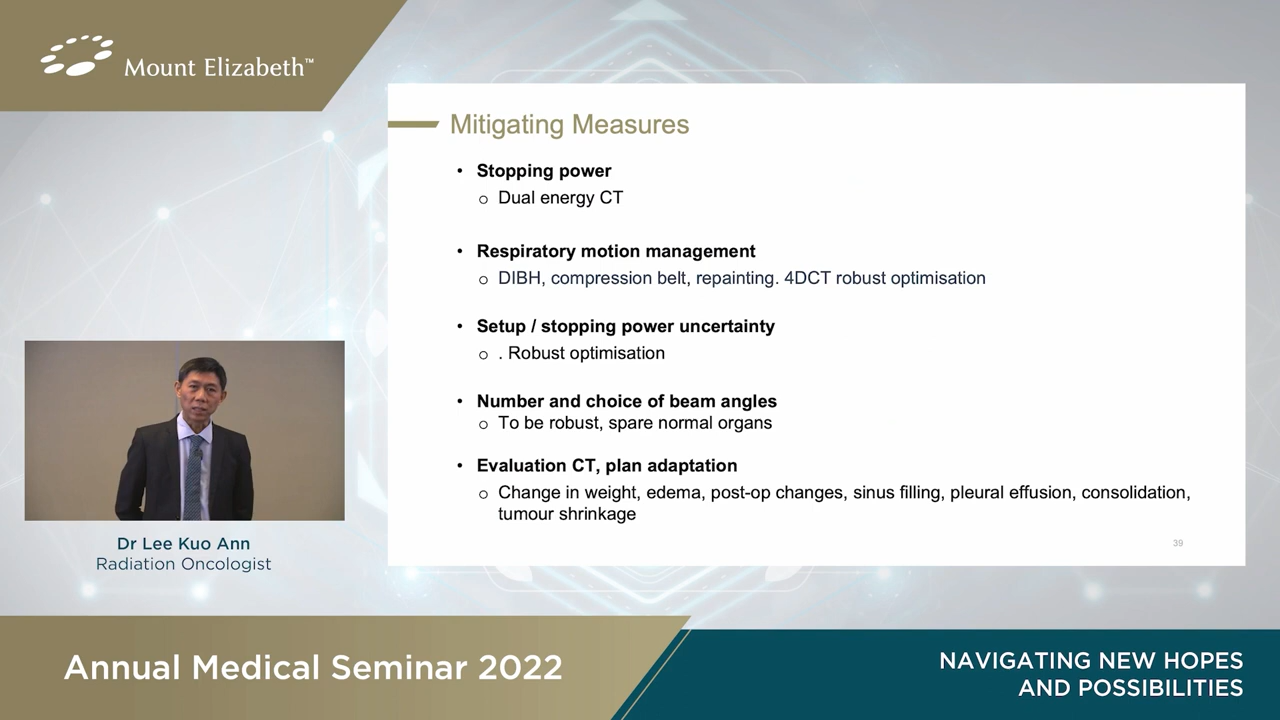 Mount Elizabeth™
Mitigating Measures
• Stopping power
o Dual energy CT
• Respiratory motion management
o DIBH, compression belt, repainting. 4DCT robust optimisation
• Setup / stopping power uncertainty
o . Robust optimisation
• Number and choice of beam angles
o To be robust, spare normal organs
• Evaluation CT, plan adaptation
o Change in weight, edema, post-op changes, sinus filling, pleural effusion, consolidation,
tumour shrinkage
39
Dr Lee Kuo Ann
Radiation Oncologist
Annual Medical Seminar 2022
NAVIGATING NEW HOPES
AND POSSIBILITIES